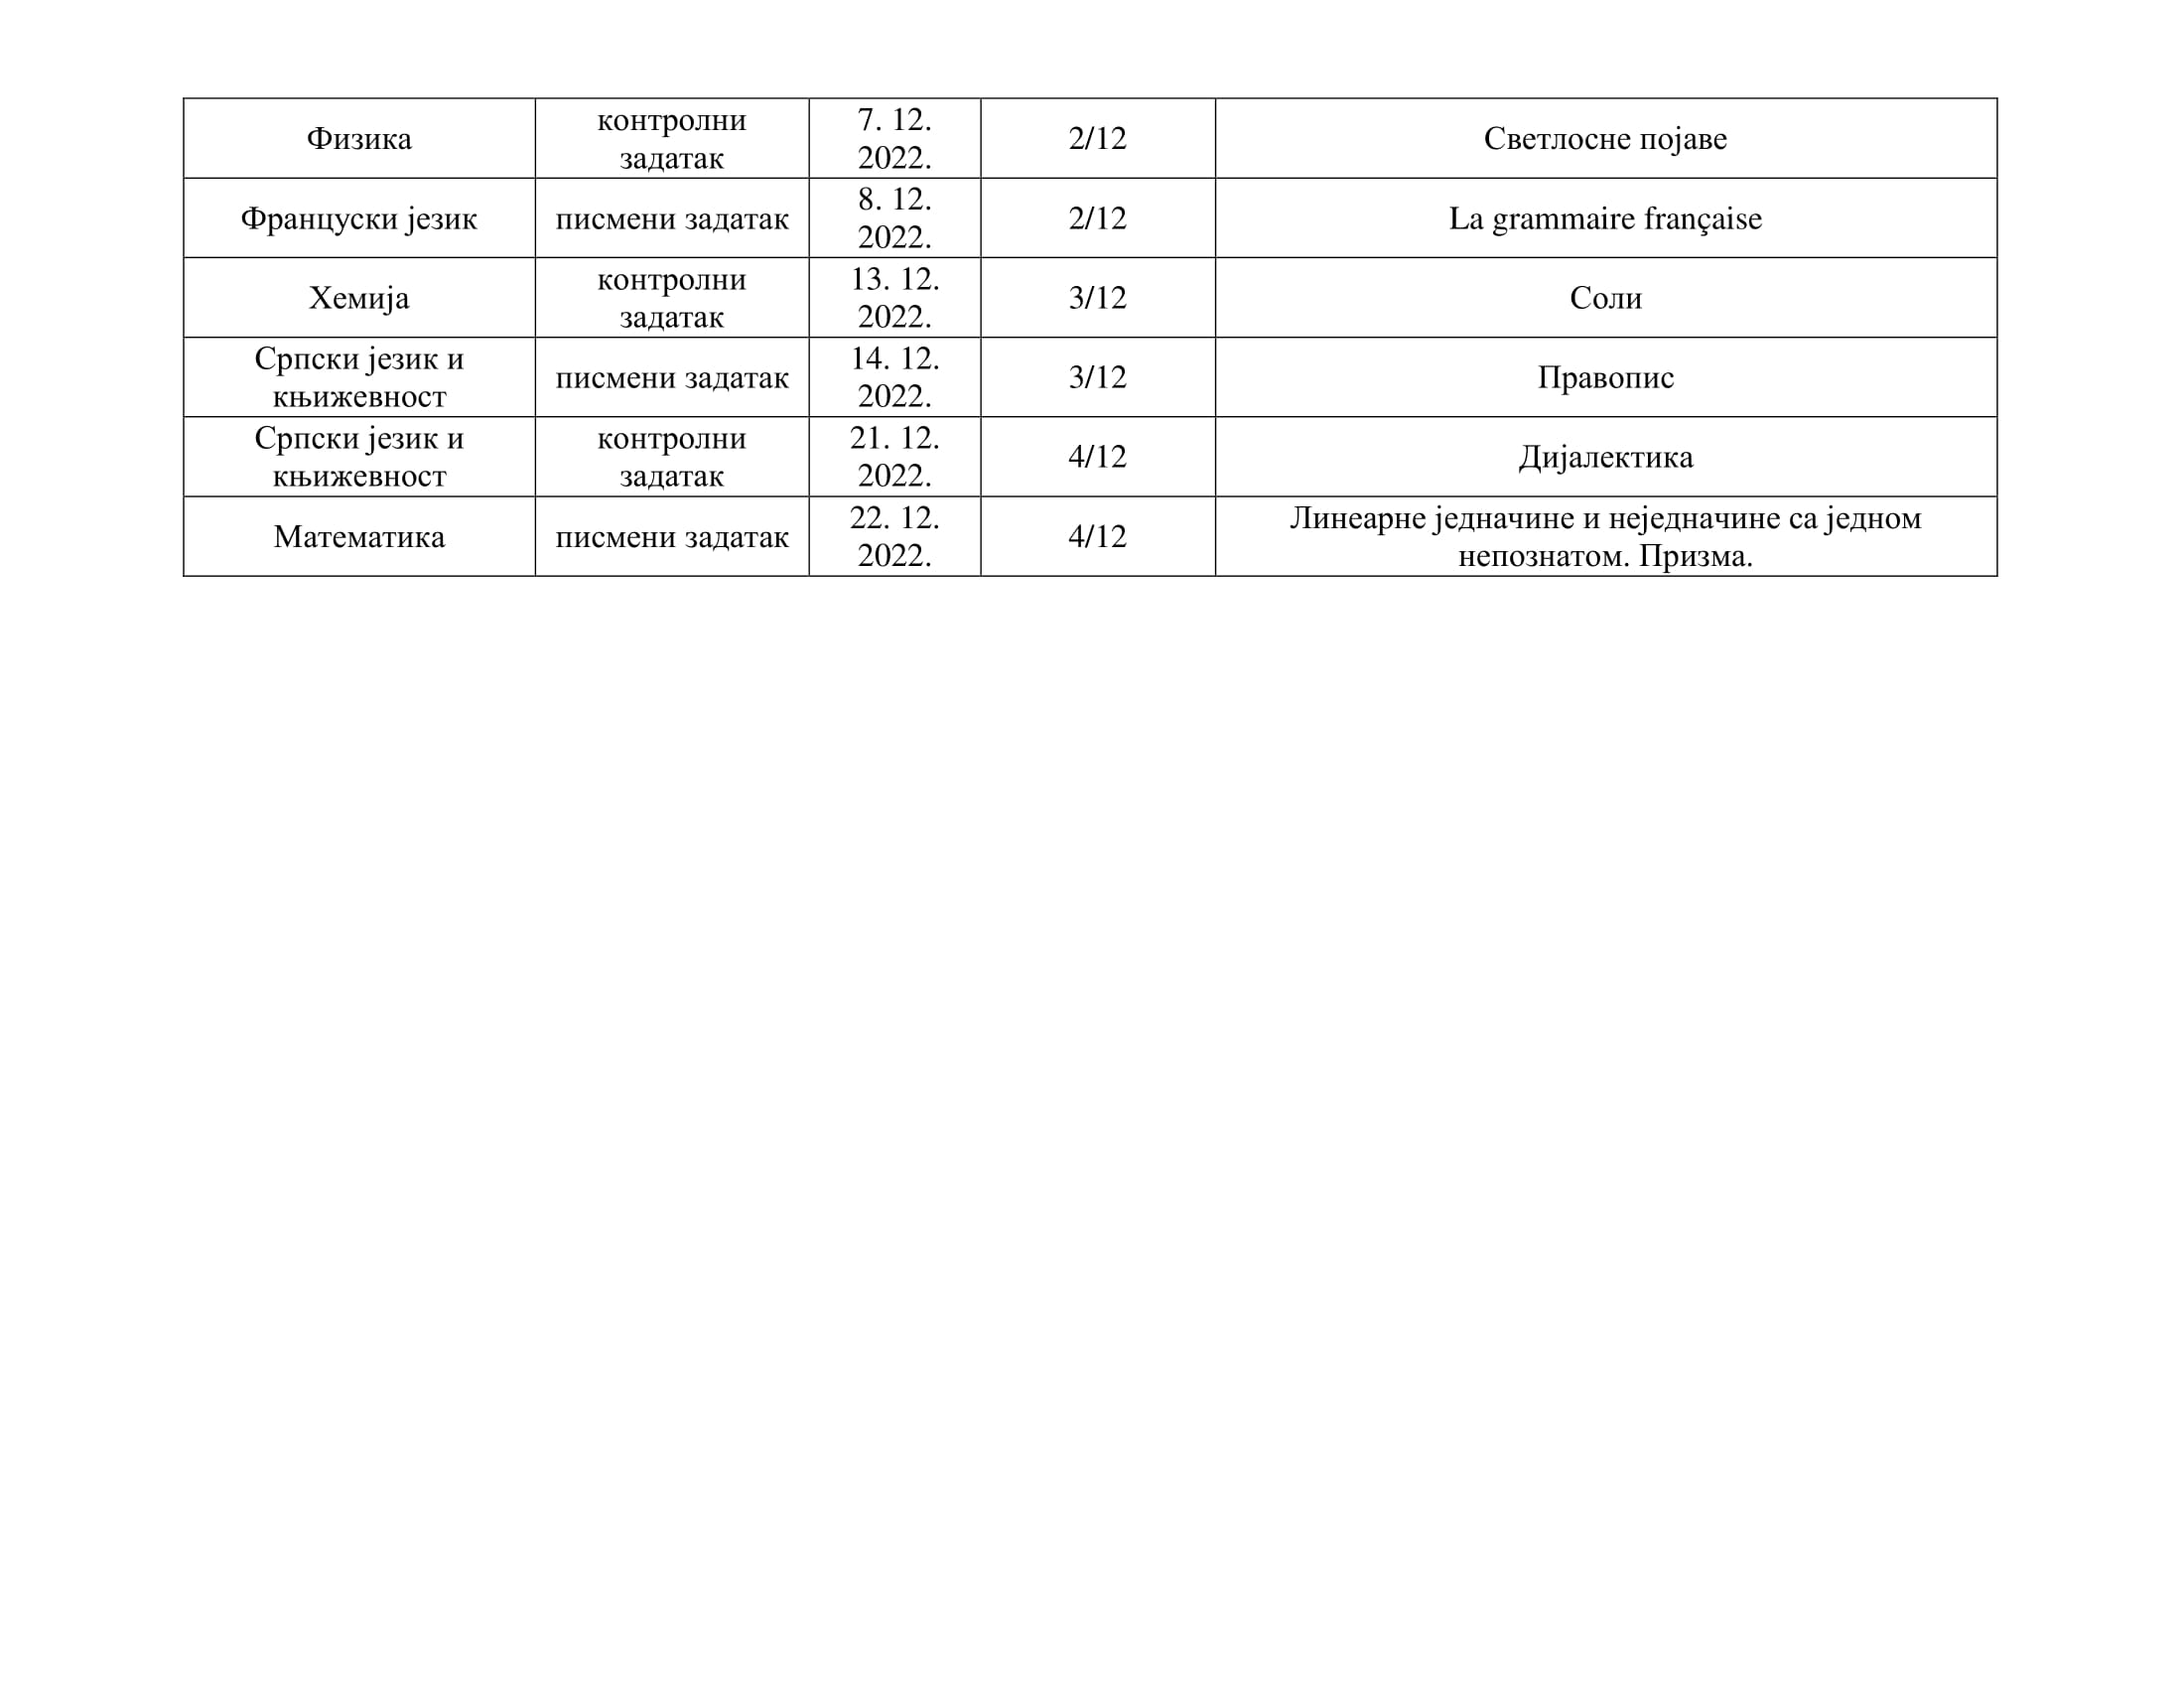 Физика
контролни
задатак
7. 12.
2022.
2/12
Светлосне појаве
Француски језик
писмени задатак
8. 12.
2022.
2/12
La grammaire française
Хемија
контролни
задатак
13. 12.
2022.
3/12
Соли
Српски језик и
књижевност
писмени задатак
14. 12.
2022.
3/12
Правопис
Српски језик и
књижевност
контролни
задатак
21. 12.
2022.
4/12
Дијалектика
Математика
писмени задатак
22. 12.
2022.
4/12
Линеарне једначине и неједначине са једном
непознатом. Призма.